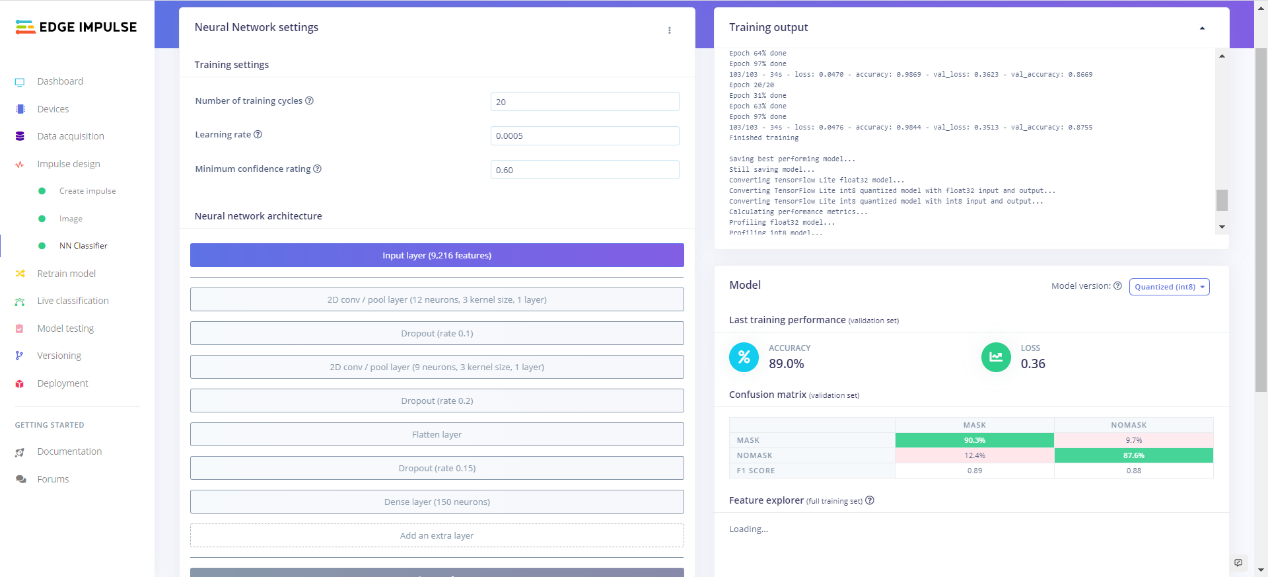 EDGE IMPULSE
Dashboard
Devices
Data acquisition
Impulse design
Create impulse
Image
NN Classifier
Retrain model
Live classification
Model testing
Versioning
Deployment
GETTING STARTED
Documentation
Forums
Neural Network settings
Training settings
Number of training cycles 20
Learning rate 0.0005
Minimum confidence rating 0.60
Neural network architecture
Input layer (9,216 features)
2D conv / pool layer (12 neurons, 3 kernel size, 1 layer)
Dropout (rate 0.1)
2D conv / pool layer (9 neurons, 3 kernel size, 1 layer)
Dropout (rate 0.2)
Flatten layer
Dropout (rate 0.15)
Dense layer (150 neurons)
Add an extra layer
Training output
Epoch 64% done
Epoch 97% done
103/103 - 34s - loss: 0.0470 - accuracy: 0.9869 - val_loss: 0.3623 - val_accuracy: 0.8669
Epoch 20/20
Epoch 31% done
Epoch 63% done
Epoch 97% done
103/103 - 34s - loss: 0.0476 - accuracy: 0.9844 - val_loss: 0.3513 - val_accuracy: 0.8755
Finished training
Saving best performing model...
Still saving model...
Converting TensorFlow Lite float32 model...
Converting TensorFlow Lite int8 quantized model with float32 input and output...
Converting TensorFlow Lite int8 quantized model with int8 input and output...
Calculating performance metrics...
Profiling float32 model...
Profiling int8 model...
Model
Model version: Quantized (int8)
Last training performance (validation set)
% ACCURACY
89.0%
LOSS
0.36
Confusion matrix (validation set)
MASK NOMASK
MASK 90.3% 9.7%
NOMASK 12.4% 87.6%
F1 SCORE 0.89 0.88
Feature explorer (full training set)
Loading...